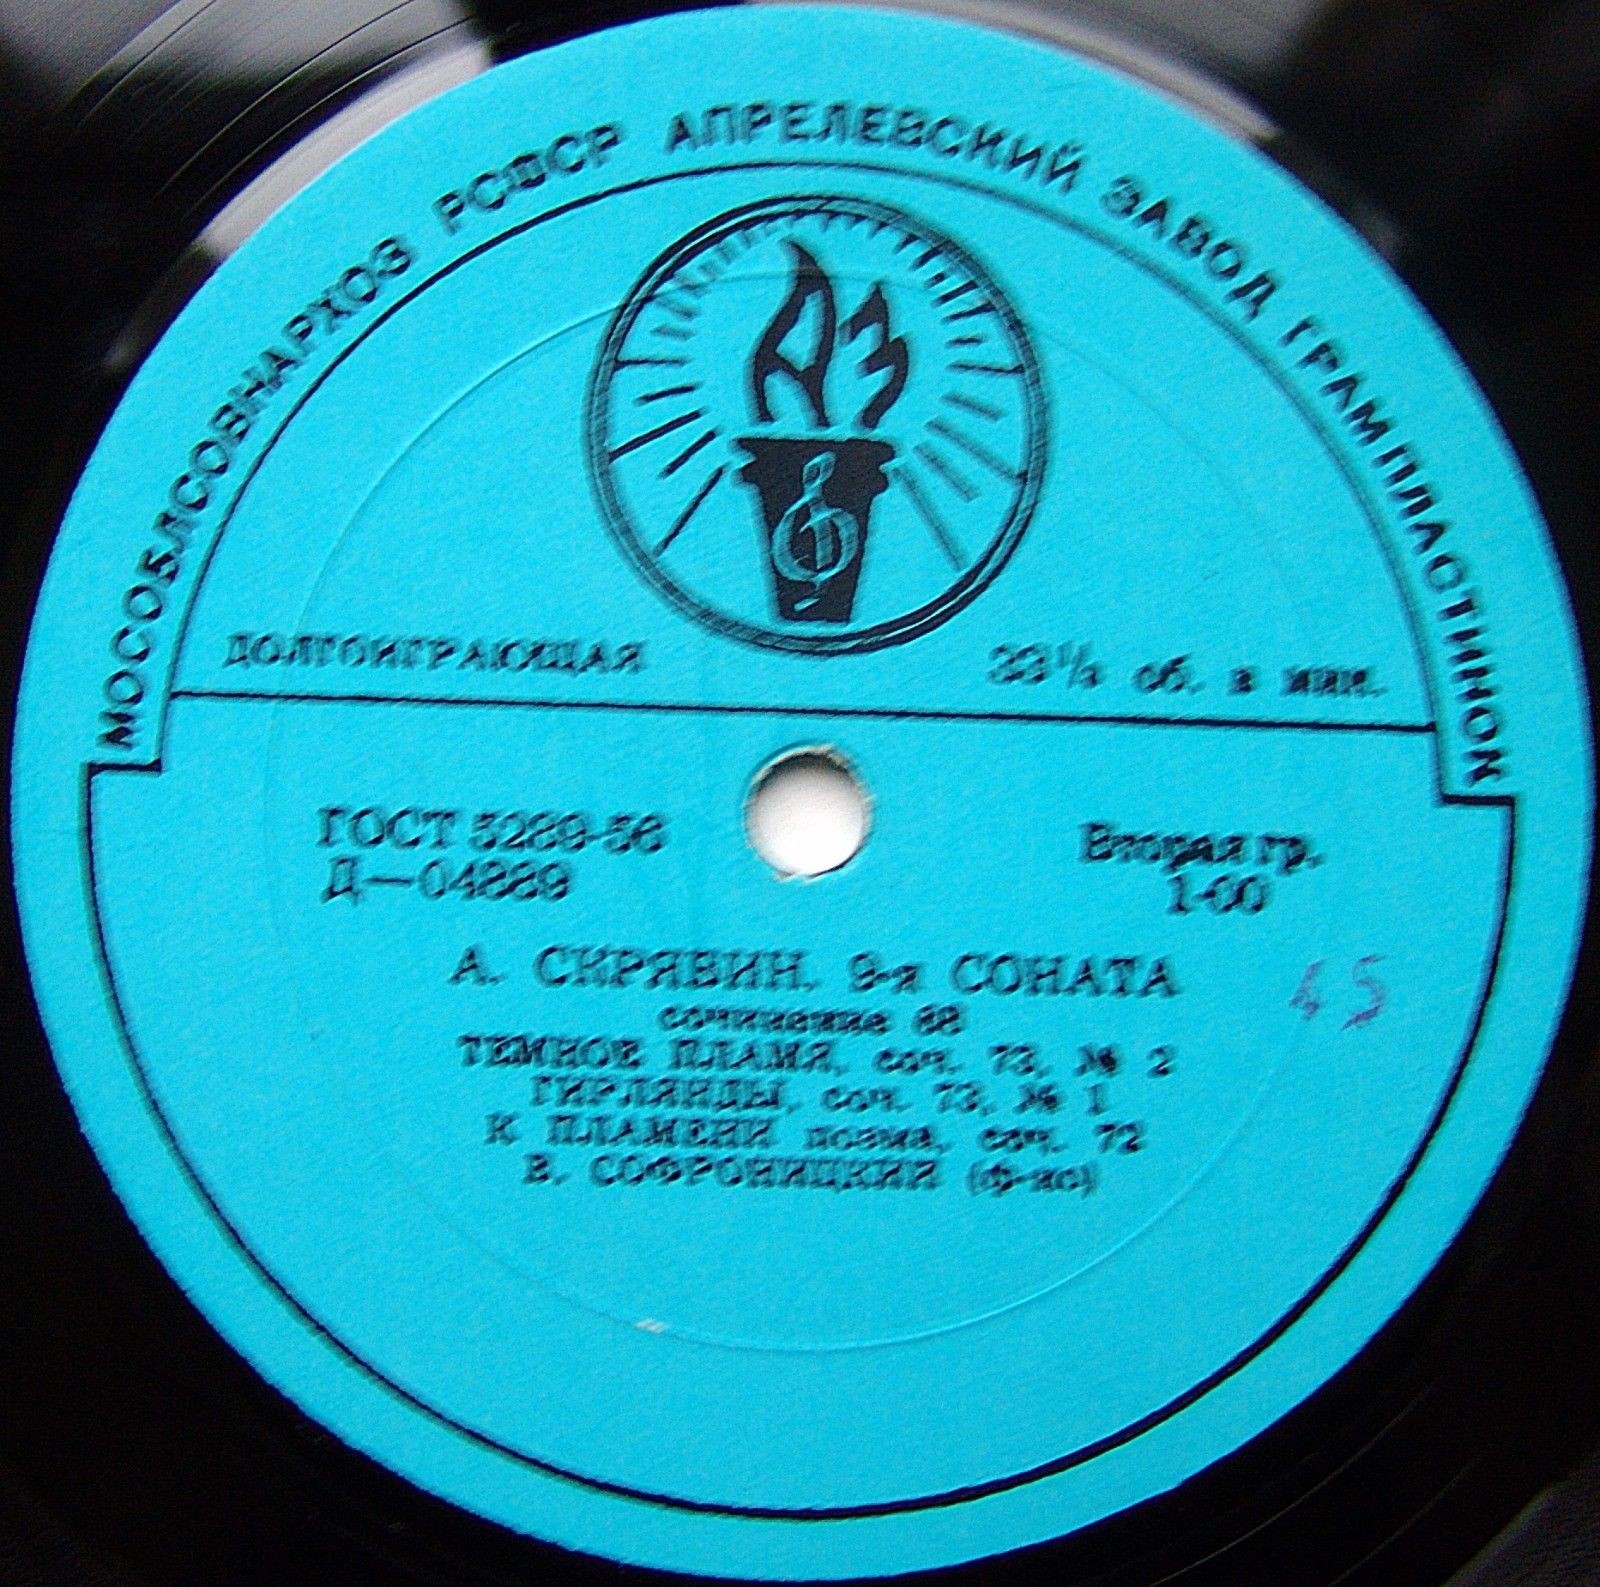 МОСОБЛСОВНАРХОЗ РСФСР АПРЕЛЕВСКИЙ ЗАВОД ГРАМПЛАСТИНОК
АЗ
ДОЛГОИГРАЮЩАЯ 33⅓ об. в мин.
ГОСТ 5289-56 Вторая гр.
Д—04889 1-00
А. СКРЯБИН. 9-я СОНАТА
45
сочинение 68
ТЕМНОЕ ПЛАМЯ, соч. 73, № 2
ГИРЛЯНДЫ, соч. 73, № 1
К ПЛАМЕНИ поэма, соч. 72
В. СОФРОНИЦКИЙ (ф-но)